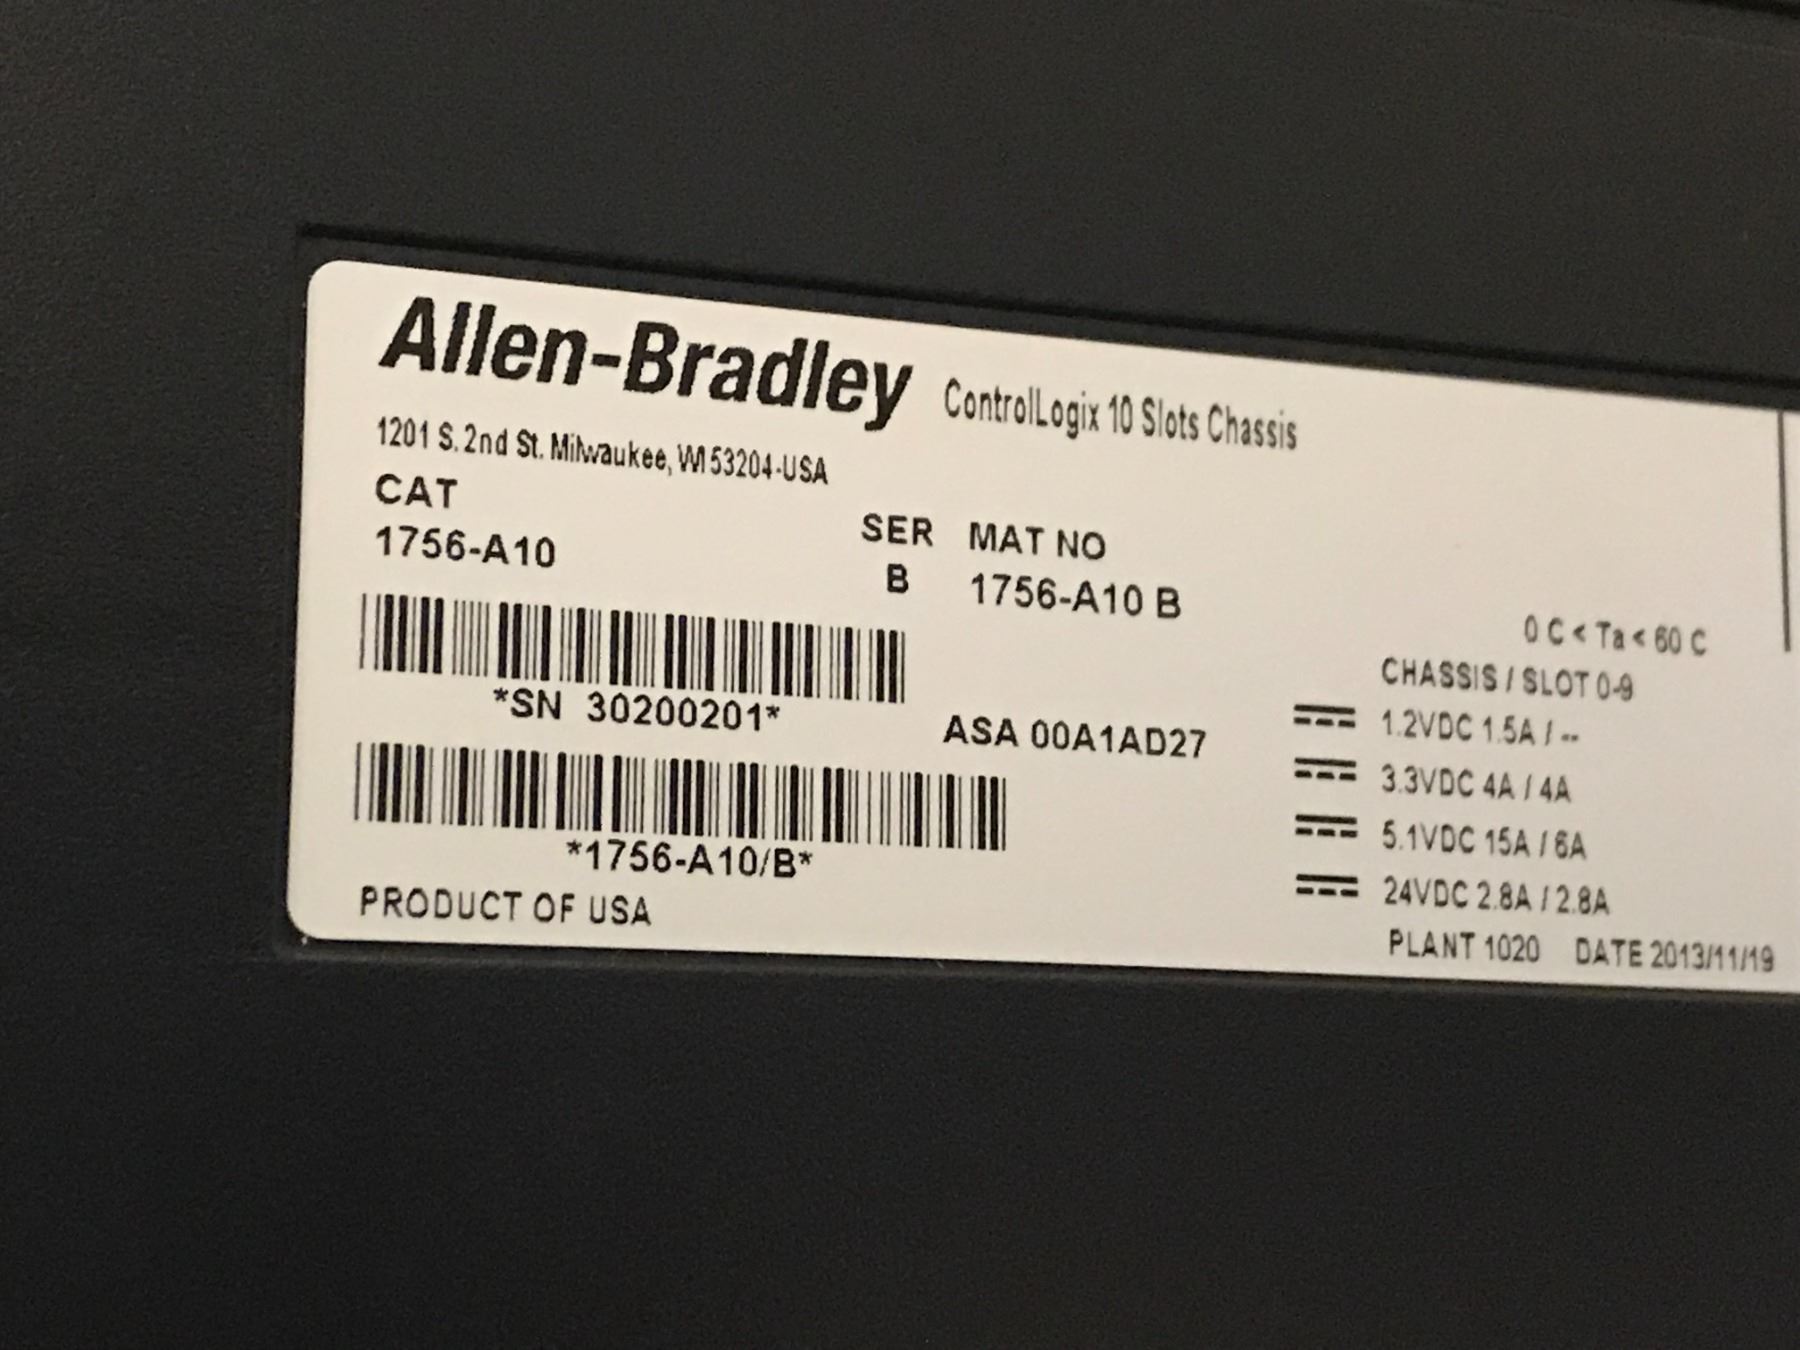 Allen-Bradley ControlLogix 10 Slots Chassis
1201 S. 2nd St. Milwaukee, WI 53204-USA
CAT
1756-A10
SER
B
MAT NO
1756-A10 B
*SN 30200201*
ASA 00A1AD27
*1756-A10/B*
PRODUCT OF USA
0 C < Ta < 60 C
CHASSIS / SLOT 0-9
1.2VDC 1.5A / --
3.3VDC 4A / 4A
5.1VDC 15A / 6A
24VDC 2.8A / 2.8A
PLANT 1020 DATE 2013/11/19